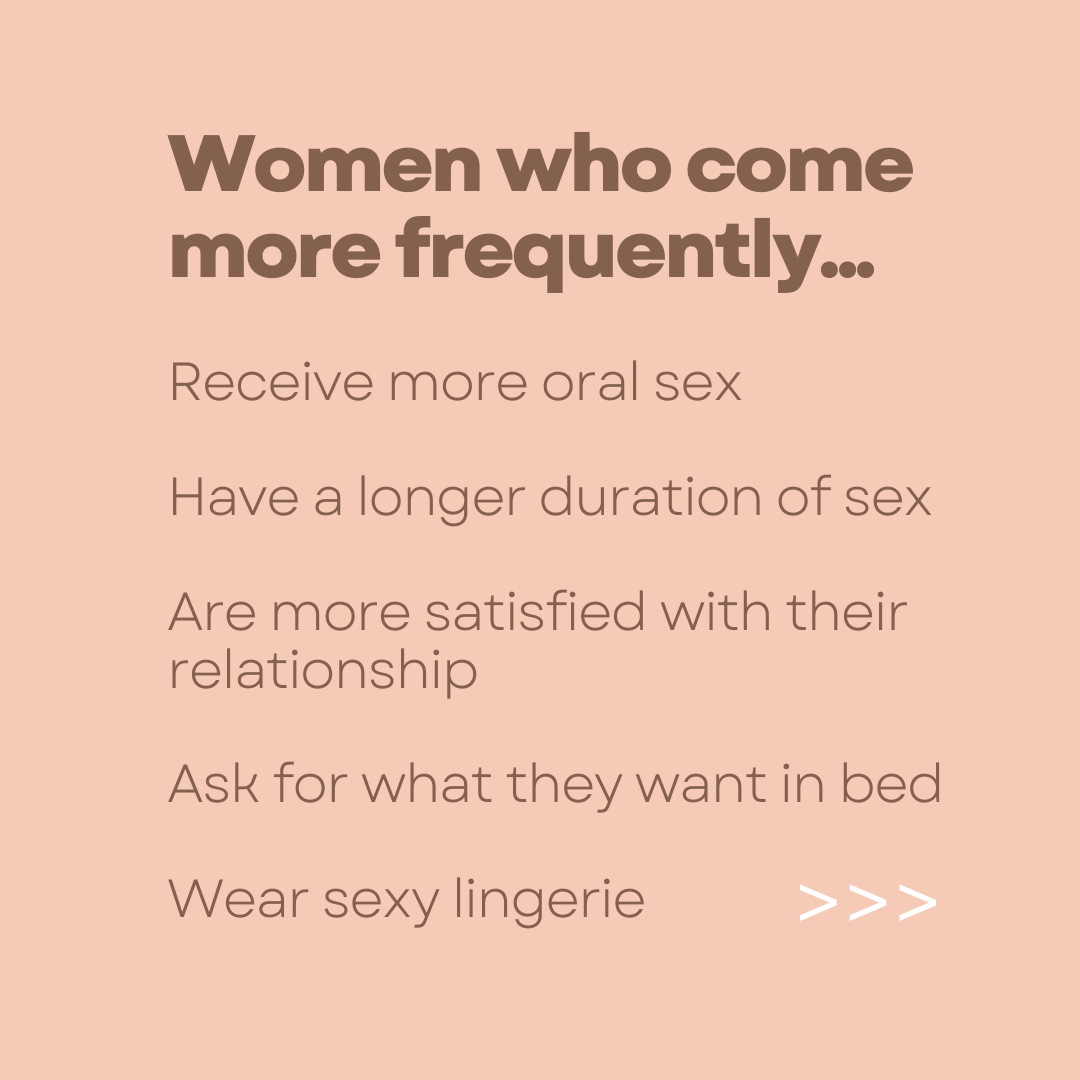 Women who come
more frequently...
Receive more oral sex
Have a longer duration of sex
Are more satisfied with their
relationship
Ask for what they want in bed
Wear sexy lingerie >>>